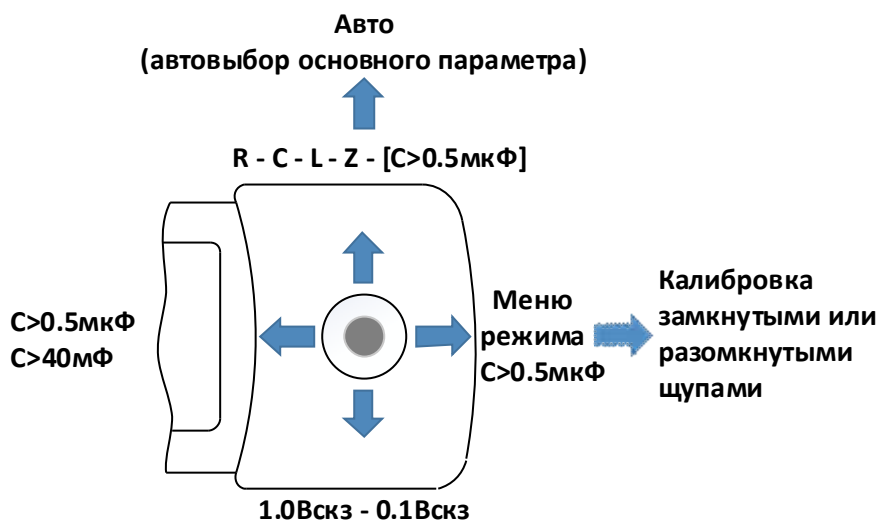 Авто
(автовыбор основного параметра)
R - C - L - Z - [C>0.5мкФ]
C>0.5мкФ
C>40мФ
Меню
режима
C>0.5мкФ
Калибровка
замкнутыми или
разомкнутыми
щупами
1.0Вскз - 0.1Вскз